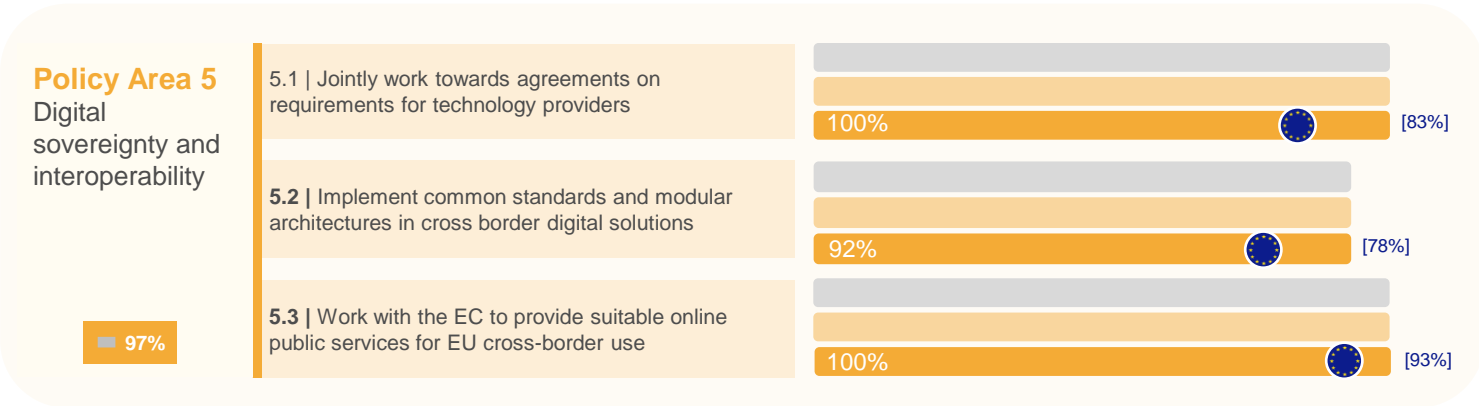 Policy Area 5
Digital
sovereignty and
interoperability
97%
5.1 | Jointly work towards agreements on
requirements for technology providers
100%
[83%]
5.2 | Implement common standards and modular
architectures in cross border digital solutions
92%
[78%]
5.3 | Work with the EC to provide suitable online
public services for EU cross-border use
100%
[93%]